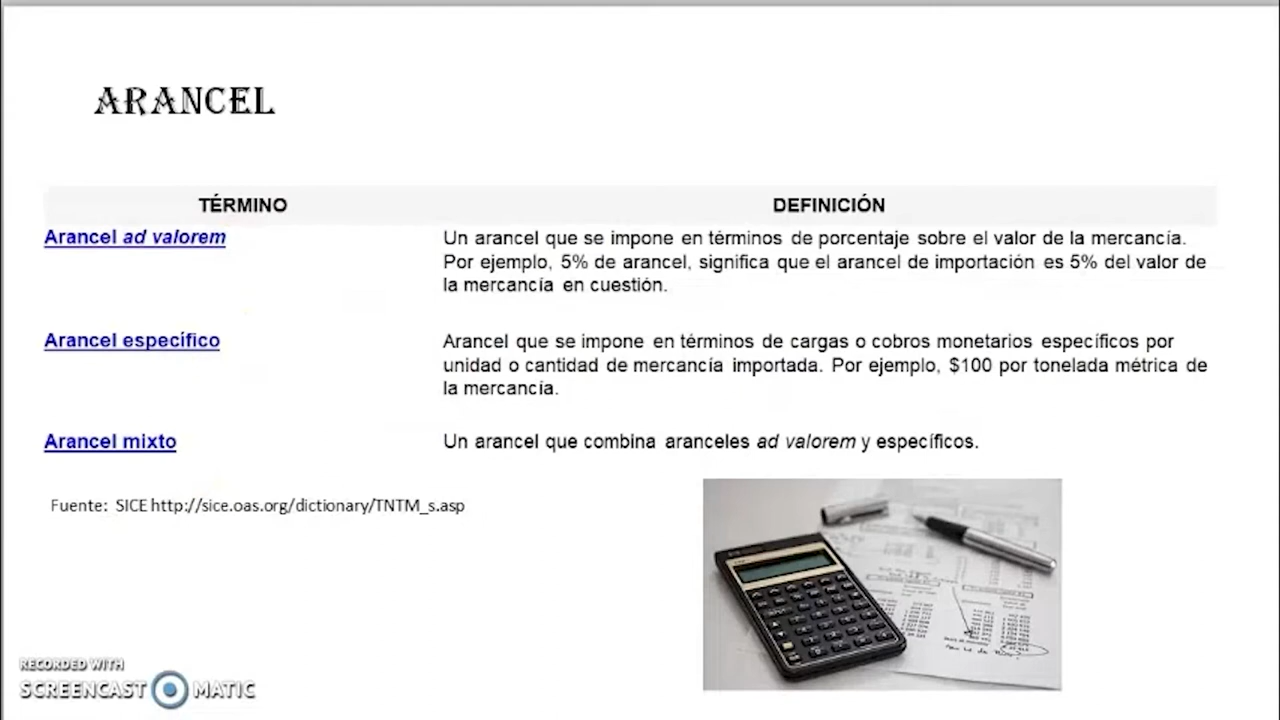 ARANCEL
TÉRMINO DEFINICIÓN
Arancel ad valorem
Un arancel que se impone en términos de porcentaje sobre el valor de la mercancía.
Por ejemplo, 5% de arancel, significa que el arancel de importación es 5% del valor de
la mercancía en cuestión.
Arancel específico
Arancel que se impone en términos de cargas o cobros monetarios específicos por
unidad o cantidad de mercancía importada. Por ejemplo, $100 por tonelada métrica de
la mercancía.
Arancel mixto
Un arancel que combina aranceles ad valorem y específicos.
Fuente: SICE http://sice.oas.org/dictionary/TNTM_s.asp
RECORDED WITH
SCREENCAST MATIC